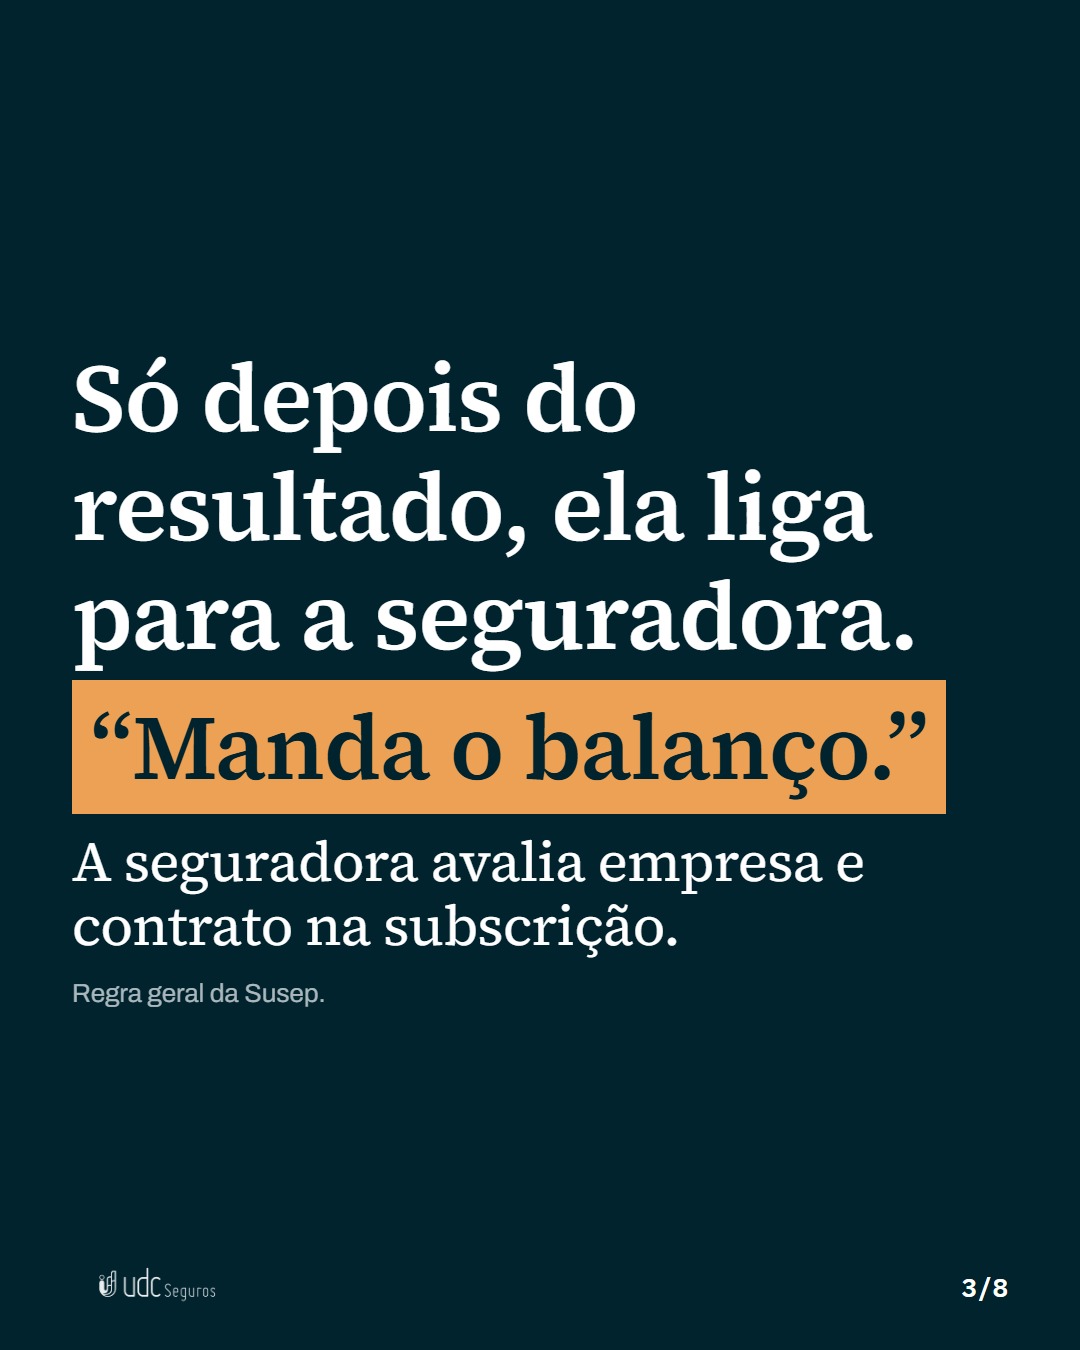 Só depois do
resultado, ela liga
para a seguradora.
“Manda o balanço.”
A seguradora avalia empresa e
contrato na subscrição.
Regra geral da Susep.
udc Seguros
3/8